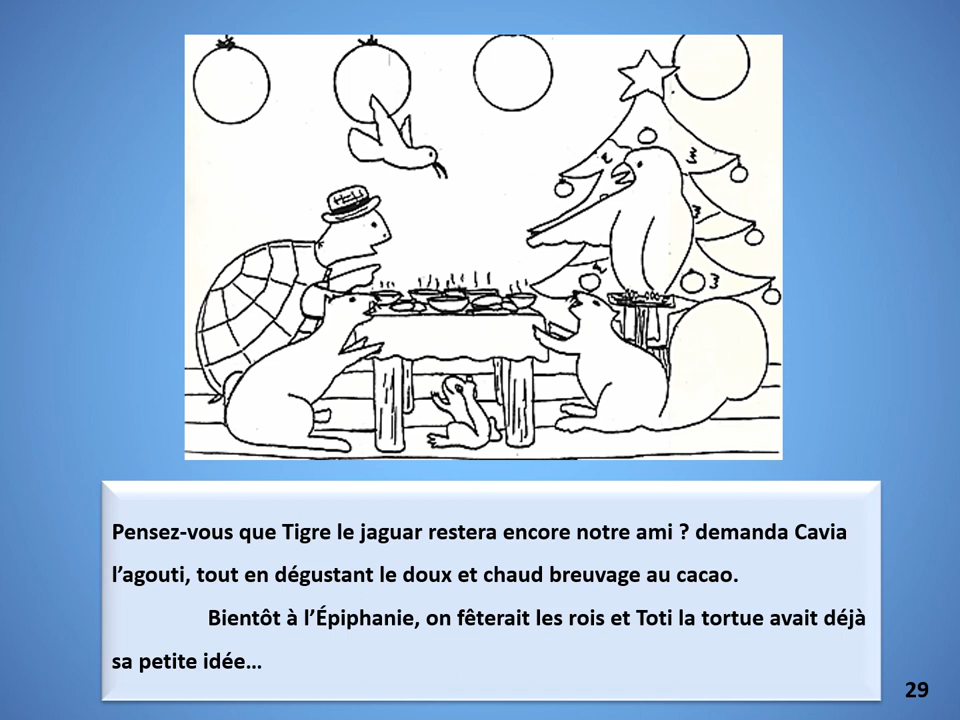 Pensez-vous que Tigre le jaguar restera encore notre ami ? demanda Cavia
l’agouti, tout en dégustant le doux et chaud breuvage au cacao.
Bientôt à l’Épiphanie, on fêterait les rois et Toti la tortue avait déjà
sa petite idée…
29